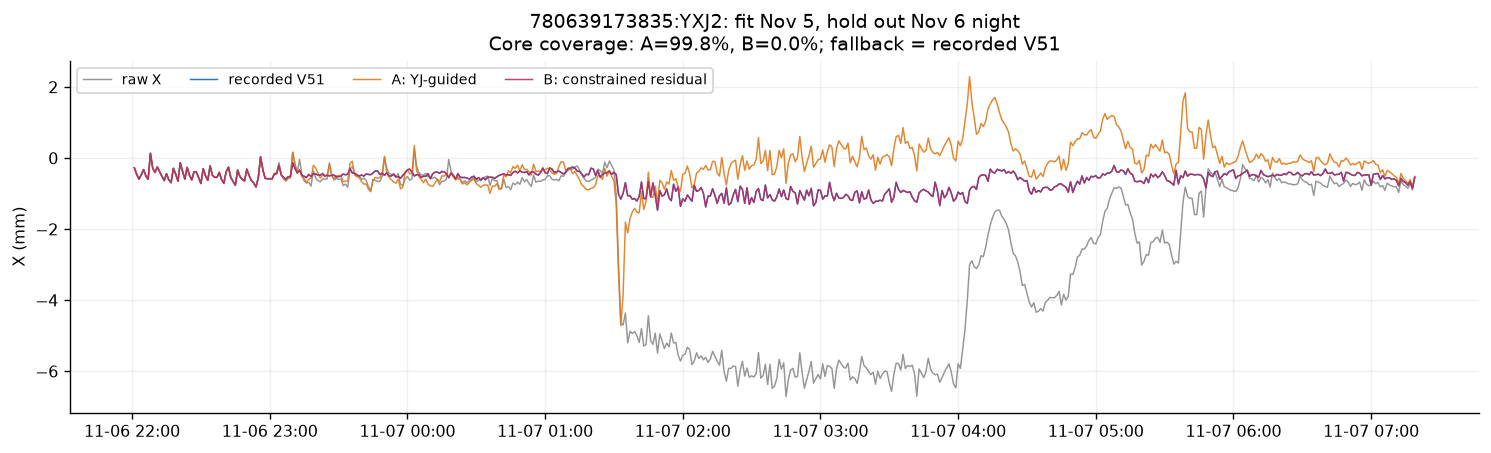 780639173835:YXJ2: fit Nov 5, hold out Nov 6 night
Core coverage: A=99.8%, B=0.0%; fallback = recorded V51
raw X
recorded V51
A: YJ-guided
B: constrained residual
X (mm)
2
0
−2
−4
−6
11-06 22:00
11-06 23:00
11-07 00:00
11-07 01:00
11-07 02:00
11-07 03:00
11-07 04:00
11-07 05:00
11-07 06:00
11-07 07:00